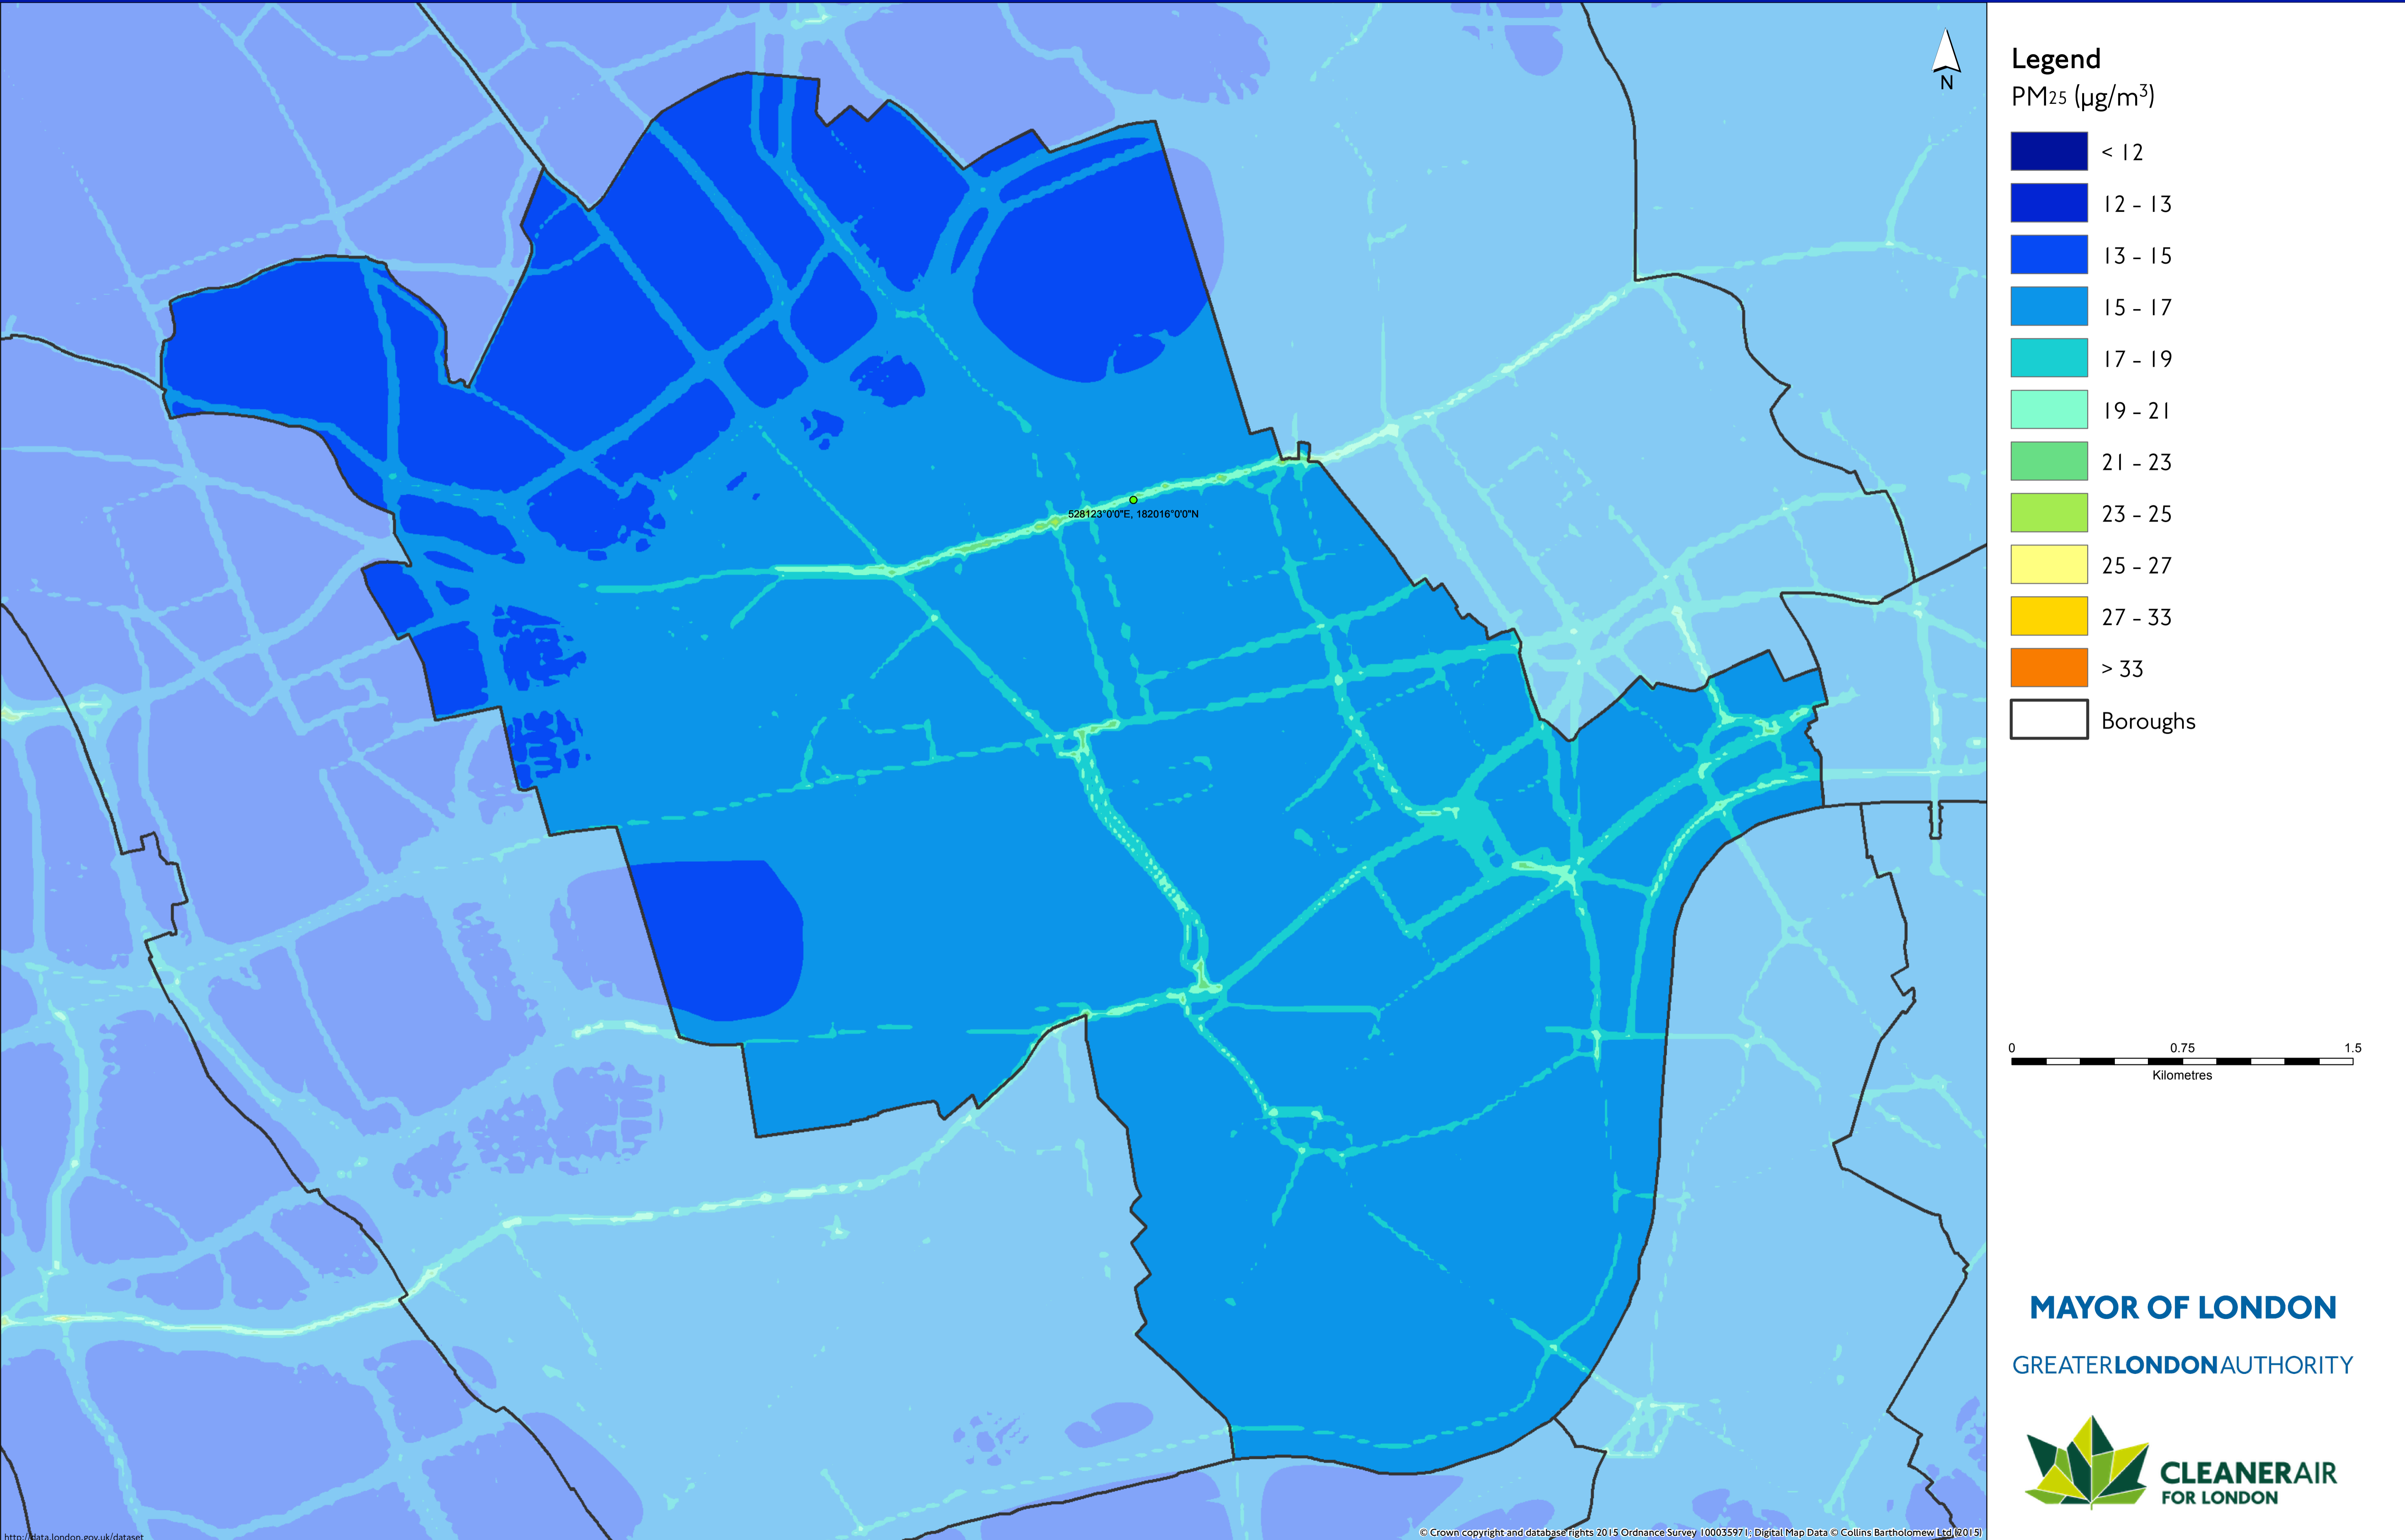 N
528123°0'0"E, 182016°0'0"N
http://data.london.gov.uk/dataset
© Crown copyright and database rights 2015 Ordnance Survey 100035971; Digital Map Data © Collins Bartholomew Ltd (2015)
Legend
PM25 (µg/m³)
< 12
12 - 13
13 - 15
15 - 17
17 - 19
19 - 21
21 - 23
23 - 25
25 - 27
27 - 33
> 33
Boroughs
0 0.75 1.5
Kilometres
MAYOR OF LONDON
GREATERLONDONAUTHORITY
CLEANERAIR
FOR LONDON